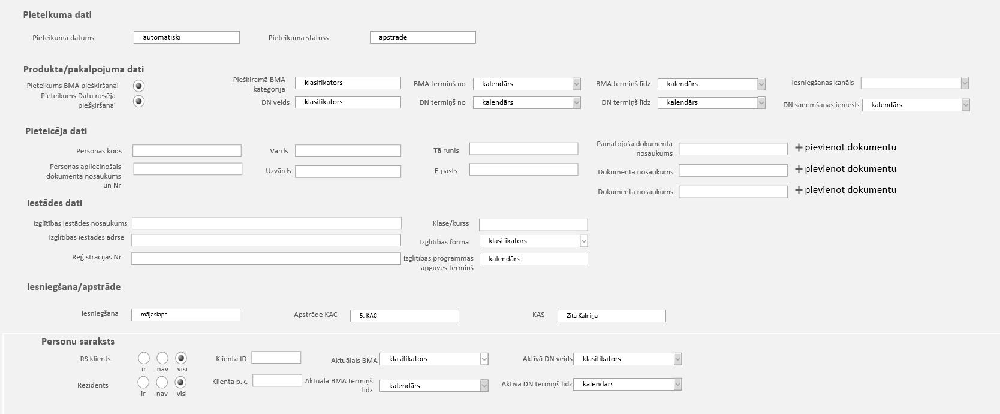 Pieteikuma dati
Pieteikuma datums automātiski Pieteikuma statuss apstrādē
Produkta/pakalpojuma dati
Pieteikums BMA piešķiršanai
Pieteikums Datu nesēja
piešķiršanai
Piešķiramā BMA
kategorija
klasifikators
BMA termiņš no kalendārs
BMA termiņš līdz kalendārs
Iesniegšanas kanāls
DN veids klasifikators
DN termiņš no kalendārs
DN termiņš līdz kalendārs
DN saņemšanas iemesls kalendārs
Pieteicēja dati
Personas kods
Vārds
Tālrunis
Pamatojoša dokumenta
nosaukums
+ pievienot dokumentu
Personas apliecinošais
dokumenta nosaukums
un Nr
Uzvārds
E-pasts
Dokumenta nosaukums
+ pievienot dokumentu
Dokumenta nosaukums
+ pievienot dokumentu
Iestādes dati
Izglītības iestādes nosaukums
Klase/kurss
Izglītības iestādes adrse
Izglītības forma klasifikators
Reģistrācijas Nr
Izglītības programmas
apguves termiņš
kalendārs
Iesniegšana/apstrāde
Iesniegšana mājaslapa
Apstrāde KAC 5. KAC
KAS Zita Kalniņa
Personu saraksts
RS klients
ir nav visi
Klienta ID
Aktuālais BMA klasifikators
Aktīvā DN veids klasifikators
Rezidents
ir nav visi
Klienta p.k.
Aktuālā BMA termiņš
līdz
kalendārs
Aktīvā DN termiņš līdz kalendārs